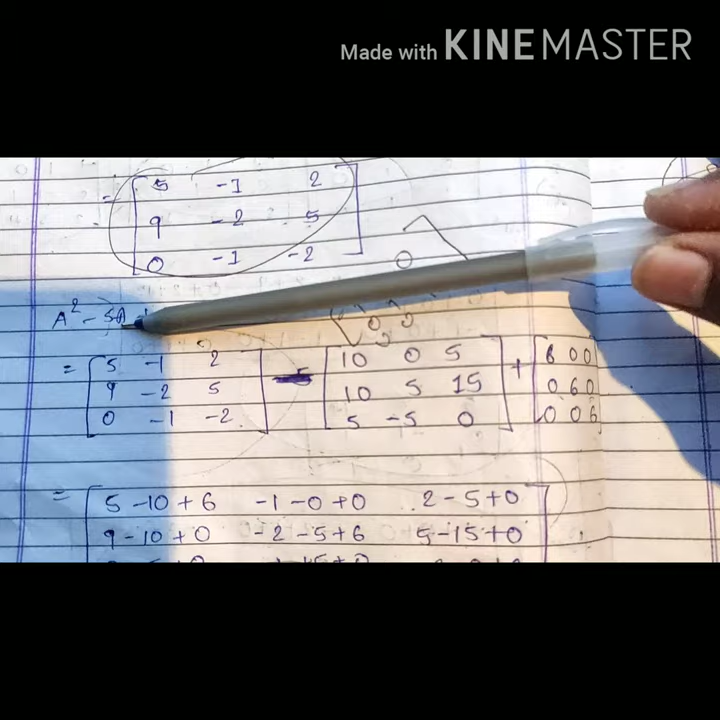 Made with KINEMASTER
= [ 5 -1 2
9 -2 5
0 -1 -2 ]
A² - 5A
= [ 5 -1 2 ] - [ 10 0 5 ] + [ 6 0 0 ]
[ 9 -2 5 ] [ 10 5 15 ] [ 0 6 0 ]
[ 0 -1 -2 ] [ 5 -5 0 ] [ 0 0 6 ]
= [ 5 -10 + 6 -1 -0 +0 2 - 5 +0 ]
9 - 10 + 0 -2 -5 +6 5 -15 +0